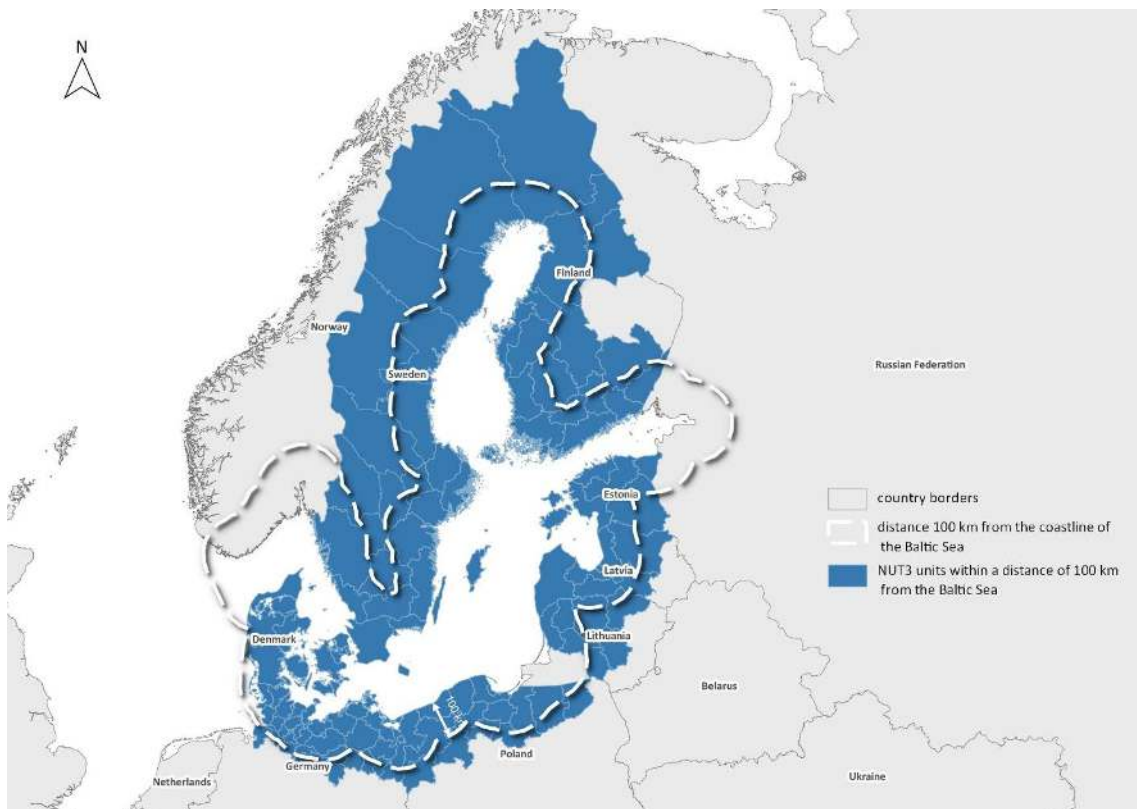 N
Finland
Norway
Sweden
Russian Federation
Estonia
country borders
distance 100 km from the coastline of
the Baltic Sea
Latvia
NUT3 units within a distance of 100 km
from the Baltic Sea
Denmark
Lithuania
Belarus
100 km
Poland
Germany
Netherlands
Ukraine